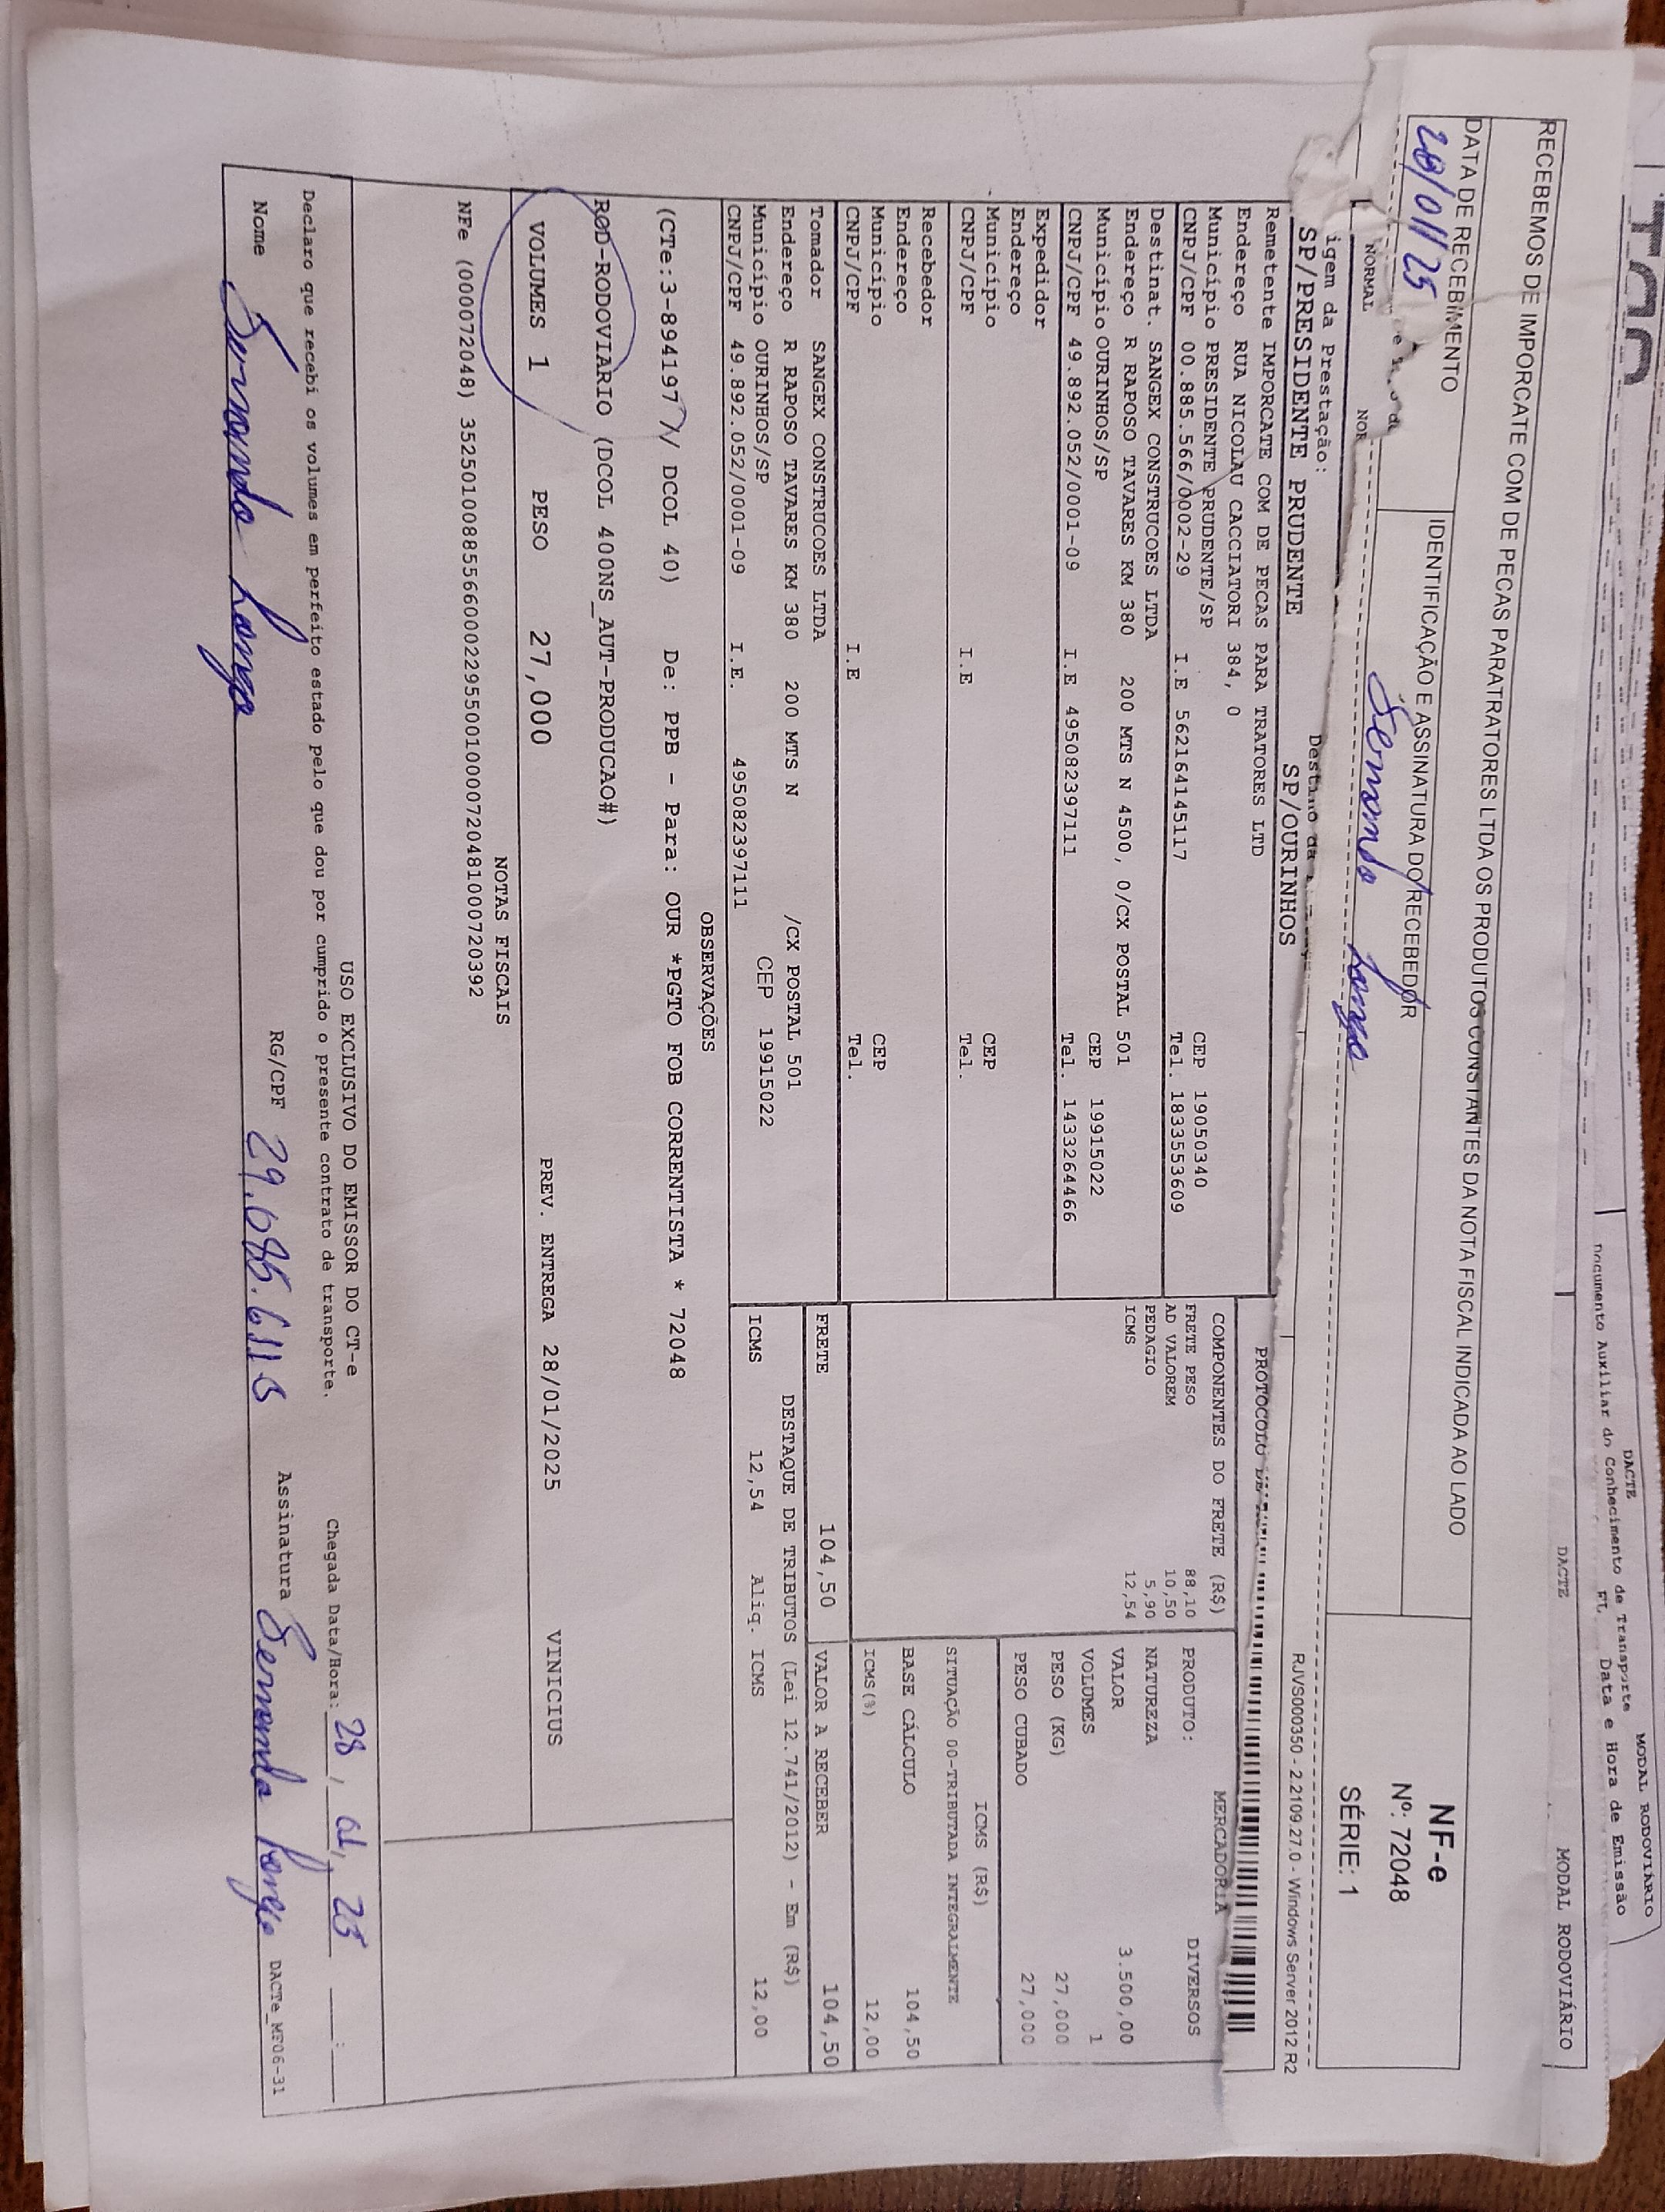 DACTE
MODAL RODOVIÁRIO
Documento Auxiliar do Conhecimento de Transporte
FL Data e Hora de Emissão
DACTE MODAL RODOVIÁRIO
RECEBEMOS DE IMPORCATE COM DE PECAS PARATRATORES LTDA OS PRODUTOS CONSTANTES DA NOTA FISCAL INDICADA AO LADO
DATA DE RECEBIMENTO
28/01/25
IDENTIFICAÇÃO E ASSINATURA DO RECEBEDOR
NF-e
Nº: 72048
SÉRIE: 1
NORMAL
RJVS000350 - 2.2109.27.0 - Windows Server 2012 R2
igem da Prestação:
SP/PRESIDENTE PRUDENTE
SP/OURINHOS
Remetente IMPORCATE COM DE PECAS PARA TRATORES LTD
Endereço RUA NICOLAU CACCIATORI 384, 0
Município PRESIDENTE PRUDENTE/SP CEP 19050340
CNPJ/CPF 00.885.566/0002-29 I.E 562164145117 Tel. 1833553609
Destinat. SANGEX CONSTRUCOES LTDA
Endereço R RAPOSO TAVARES KM 380 200 MTS N 4500, 0/CX POSTAL 501
Município OURINHOS/SP CEP 19915022
CNPJ/CPF 49.892.052/0001-09 I.E 495082397111 Tel. 1433264466
Expedidor
Endereço
Município CEP
CNPJ/CPF I.E Tel.
Recebedor
Endereço
Município CEP
CNPJ/CPF I.E Tel.
Tomador SANGEX CONSTRUCOES LTDA
Endereço R RAPOSO TAVARES KM 380 200 MTS N /CX POSTAL 501
Município OURINHOS/SP CEP 19915022
CNPJ/CPF 49.892.052/0001-09 I.E. 495082397111
COMPONENTES DO FRETE (R$)
FRETE PESO 88,10
AD VALOREM 10,50
PEDAGIO 5,90
ICMS 12,54
MERCADORIA
PRODUTO: DIVERSOS
NATUREZA
VALOR 3.500,00
VOLUMES 1
PESO (KG) 27,000
PESO CUBADO 27,000
ICMS (R$)
SITUAÇÃO 00-TRIBUTADA INTEGRALMENTE
BASE CÁLCULO 104,50
ICMS(%) 12,00
FRETE 104,50 VALOR A RECEBER 104,50
DESTAQUE DE TRIBUTOS (Lei 12.741/2012) - Em (R$)
ICMS 12,54 Aliq. ICMS 12,00
OBSERVAÇÕES
(CTe:3-894197 / DCOL 40) De: PPB - Para: OUR *PGTO FOB CORRENTISTA * 72048
ROD-RODOVIARIO (DCOL 400NS_AUT-PRODUCAO#)
VOLUMES 1 PESO 27,000 PREV. ENTREGA 28/01/2025 VINICIUS
NOTAS FISCAIS
NFe (000072048) 35250100885566000229550010000720481000720392
USO EXCLUSIVO DO EMISSOR DO CT-e
Declaro que recebi os volumes em perfeito estado pelo que dou por cumprido o presente contrato de transporte.
Chegada Data/Hora: 28 / 01 / 25 :
Nome
RG/CPF
Assinatura
DACTe_MF06-31